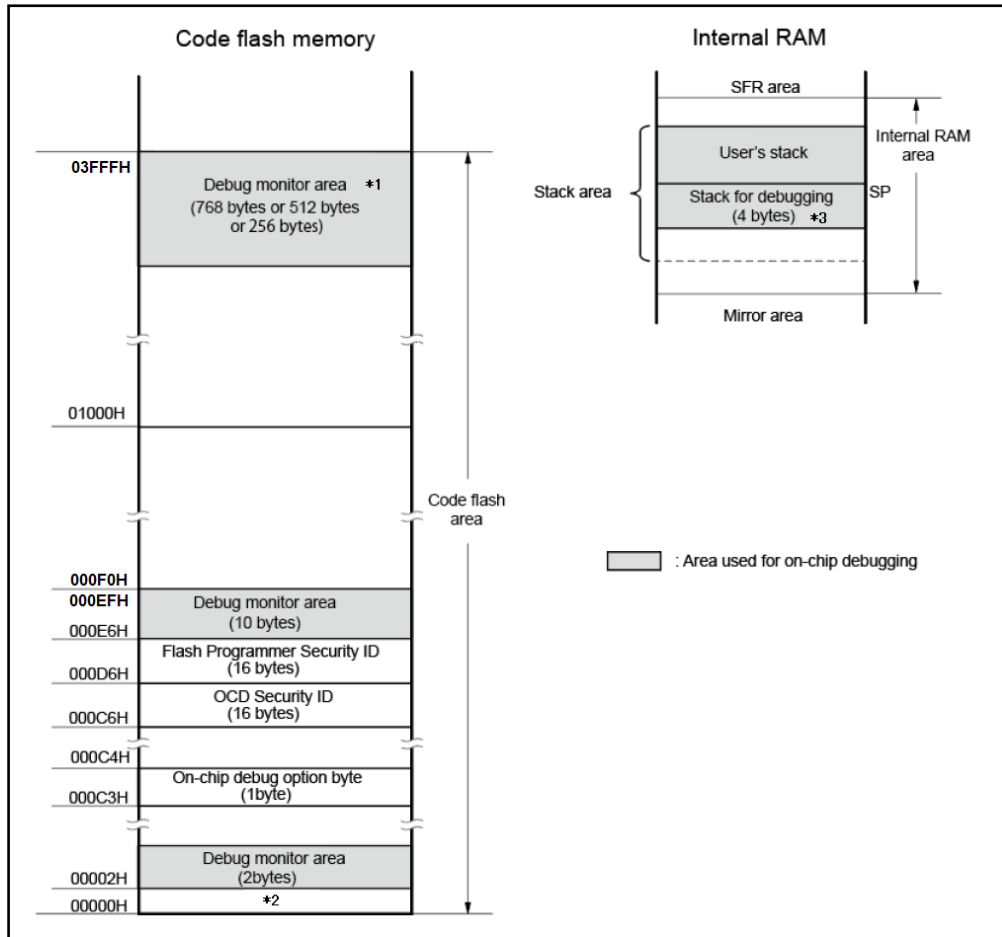 Code flash memory
Internal RAM
SFR area
Internal RAM
area
User's stack
Stack area
Stack for debugging
(4 bytes) *3
SP
Mirror area
03FFFH
Debug monitor area *1
(768 bytes or 512 bytes
or 256 bytes)
01000H
Code flash
area
: Area used for on-chip debugging
000F0H
000EFH
Debug monitor area
(10 bytes)
000E6H
Flash Programmer Security ID
(16 bytes)
000D6H
OCD Security ID
(16 bytes)
000C6H
000C4H
On-chip debug option byte
(1byte)
000C3H
Debug monitor area
(2bytes)
00002H
*2
00000H